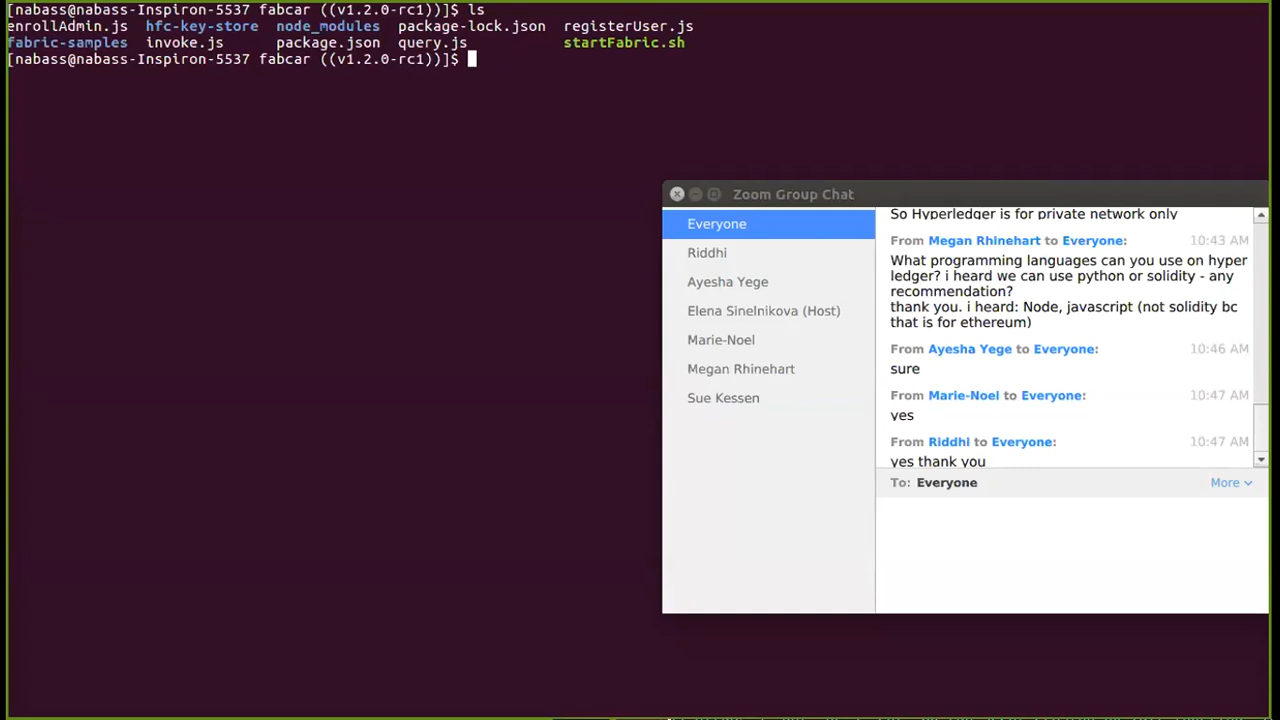 [nabass@nabass-Inspiron-5537 fabcar ((v1.2.0-rc1))]$ ls
enrollAdmin.js hfc-key-store node_modules package-lock.json registerUser.js
fabric-samples invoke.js package.json query.js startFabric.sh
[nabass@nabass-Inspiron-5537 fabcar ((v1.2.0-rc1))]$
Zoom Group Chat
Everyone
Riddhi
Ayesha Yege
Elena Sinelnikova (Host)
Marie-Noel
Megan Rhinehart
Sue Kessen
So Hyperledger is for private network only
From Megan Rhinehart to Everyone: 10:43 AM
What programming languages can you use on hyper
ledger? i heard we can use python or solidity - any
recommendation?
thank you. i heard: Node, javascript (not solidity bc
that is for ethereum)
From Ayesha Yege to Everyone: 10:46 AM
sure
From Marie-Noel to Everyone: 10:47 AM
yes
From Riddhi to Everyone: 10:47 AM
yes thank you
To: Everyone More